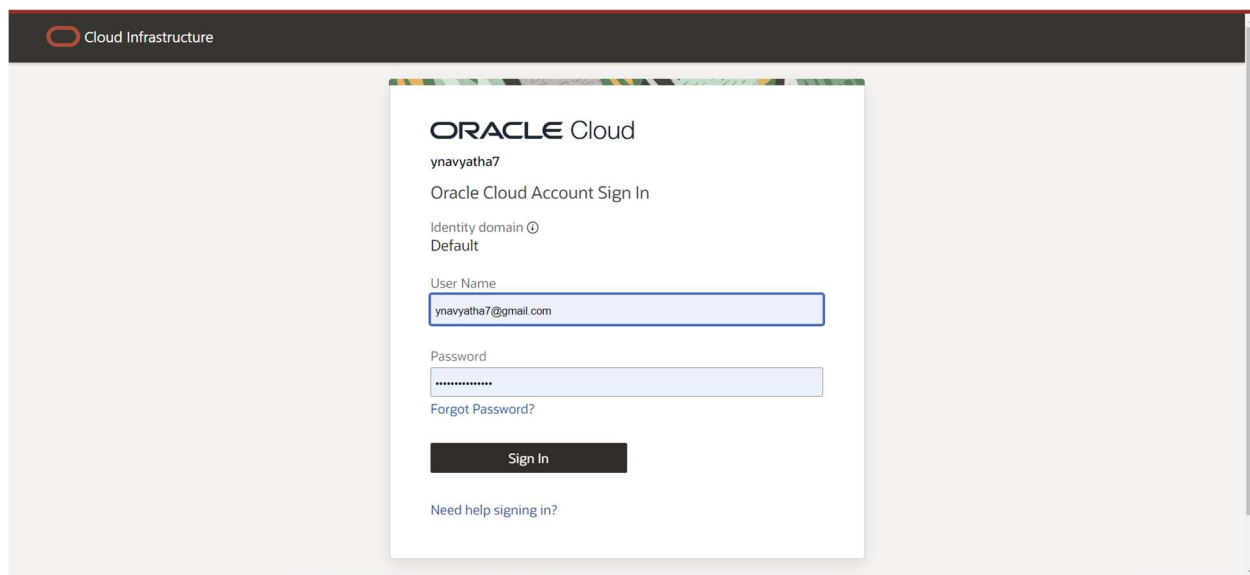 Cloud Infrastructure
ORACLE Cloud
ynavyatha7
Oracle Cloud Account Sign In
Identity domain
Default
User Name
ynavyatha7@gmail.com
Password
•••••••••••••••
Forgot Password?
Sign In
Need help signing in?